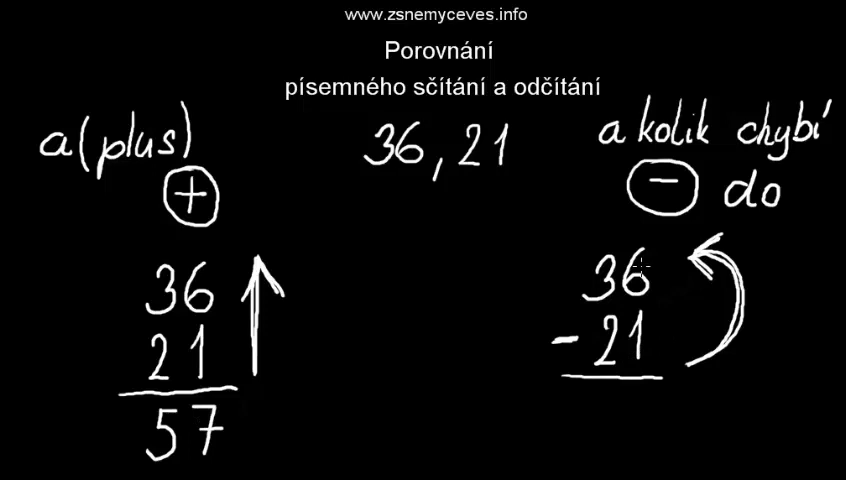 www.zsnemyceves.info
Porovnání
písemného sčítání a odčítání
a(plus)
+
36
21
57
36, 21
a kolik chybí
- do
36
- 21